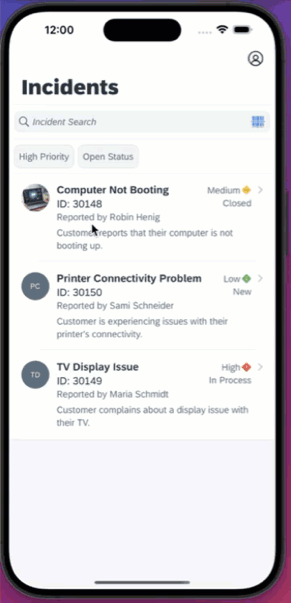 12:00
Incidents
Incident Search
High Priority Open Status
Computer Not Booting Medium
ID: 30148 Closed
Reported by Robin Henig
Customer reports that their computer is not
booting up.
PC Printer Connectivity Problem Low
ID: 30150 New
Reported by Sami Schneider
Customer is experiencing issues with their
printer's connectivity.
TD TV Display Issue High
ID: 30149 In Process
Reported by Maria Schmidt
Customer complains about a display issue with
their TV.